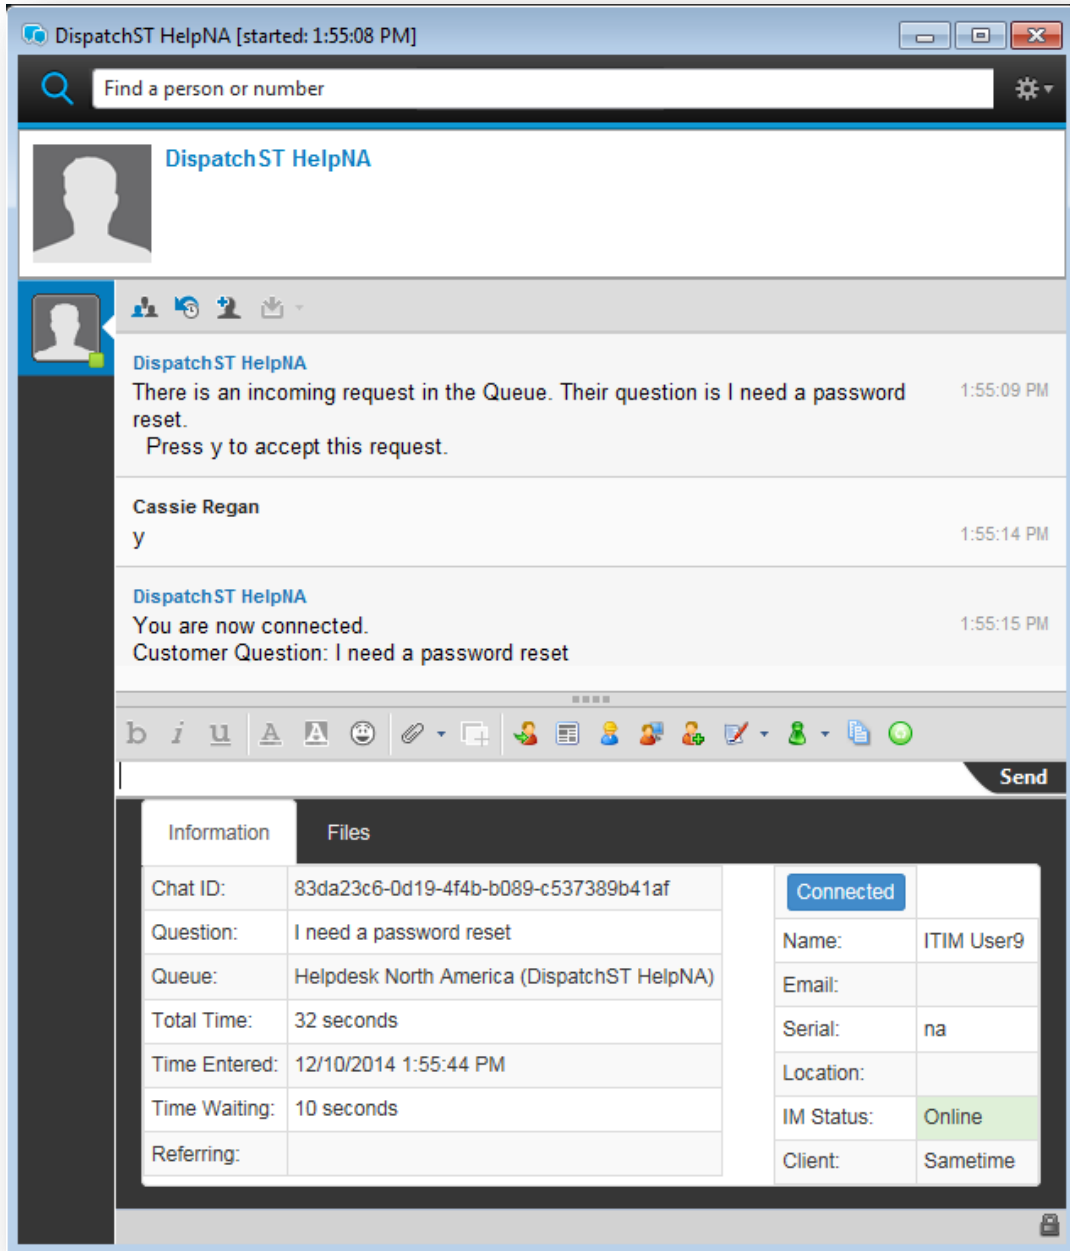 DispatchST HelpNA [started: 1:55:08 PM]
Find a person or number
DispatchST HelpNA
DispatchST HelpNA
There is an incoming request in the Queue. Their question is I need a password
1:55:09 PM
reset.
Press y to accept this request.
Cassie Regan
y
1:55:14 PM
DispatchST HelpNA
You are now connected.
1:55:15 PM
Customer Question: I need a password reset
b i u A A
Send
Information Files
Chat ID: 83da23c6-0d19-4f4b-b089-c537389b41af
Question: I need a password reset
Queue: Helpdesk North America (DispatchST HelpNA)
Total Time: 32 seconds
Time Entered: 12/10/2014 1:55:44 PM
Time Waiting: 10 seconds
Referring:
Connected
Name: ITIM User9
Email:
Serial: na
Location:
IM Status: Online
Client: Sametime